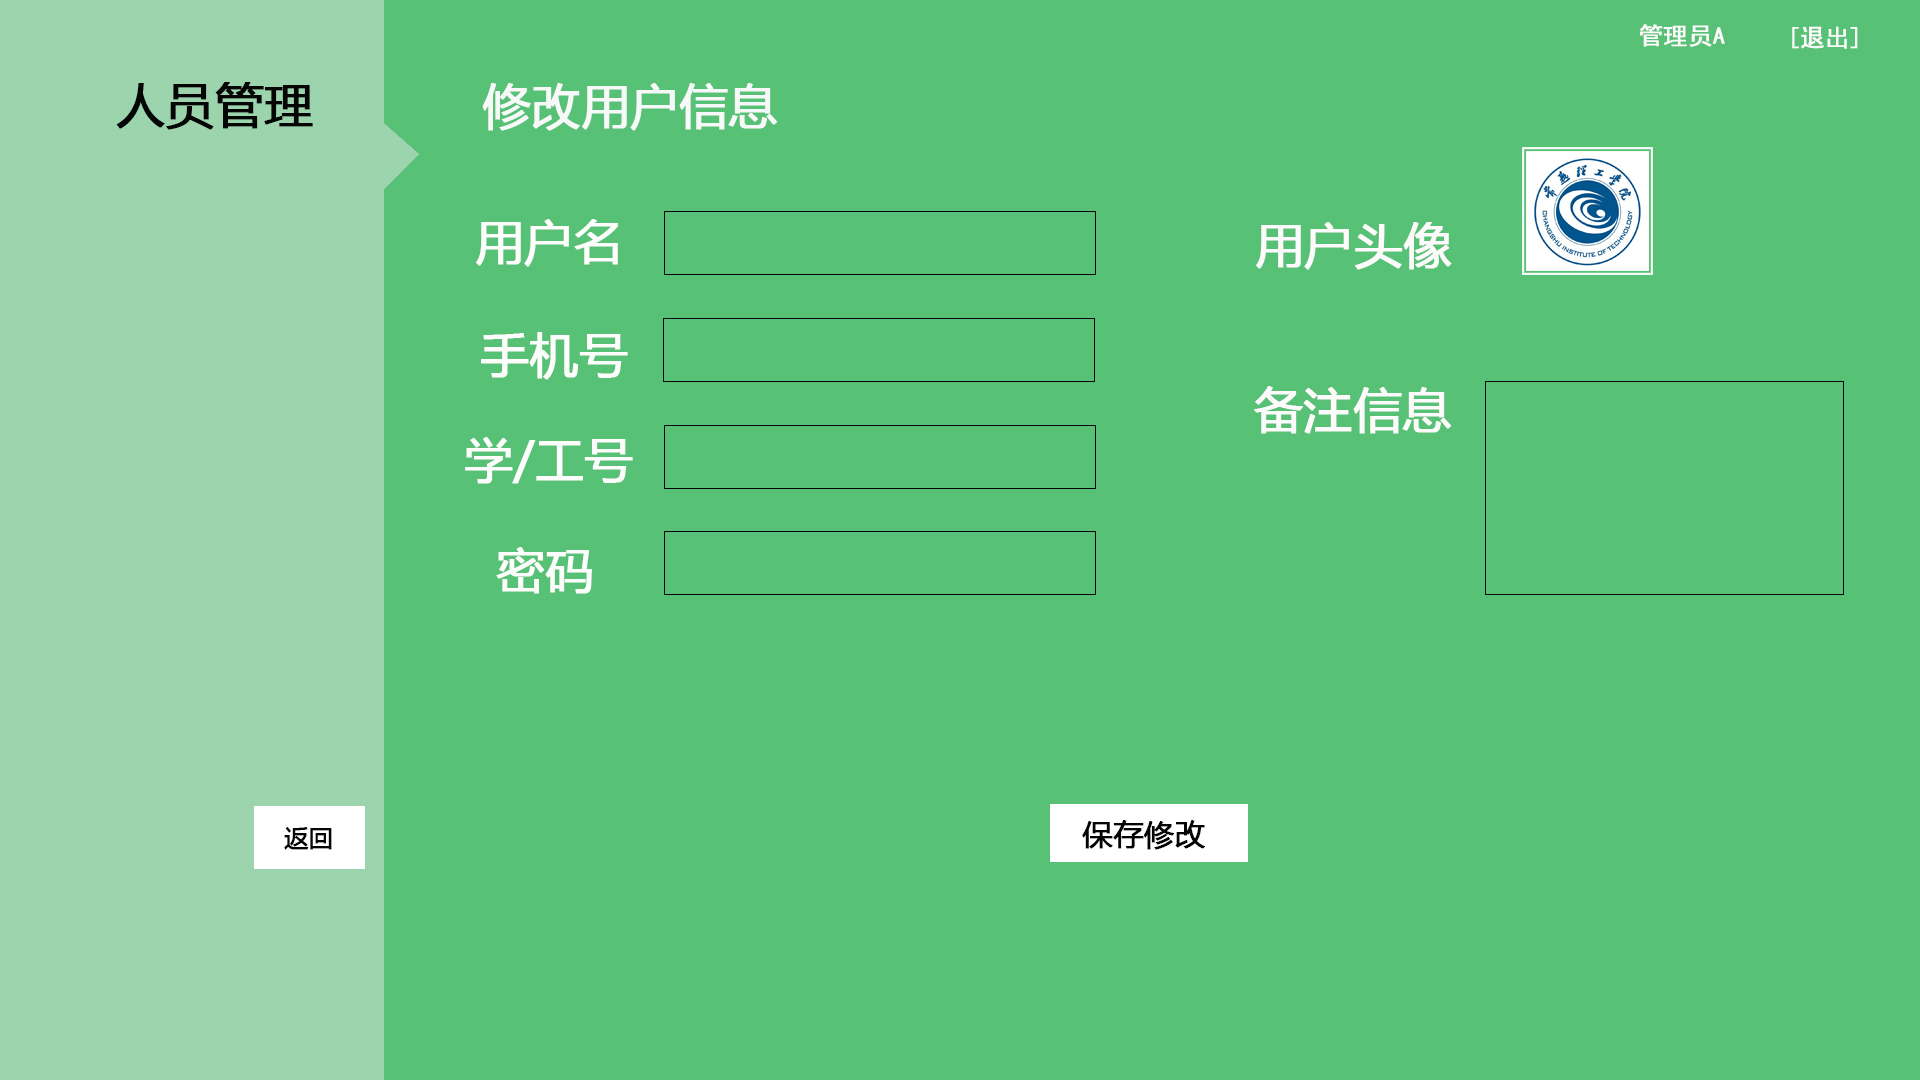 管理员A
[退出]
人员管理
修改用户信息
用户名
用户头像
常熟理工学院
CHANGSHU INSTITUTE OF TECHNOLOGY
手机号
备注信息
学/工号
密码
返回
保存修改